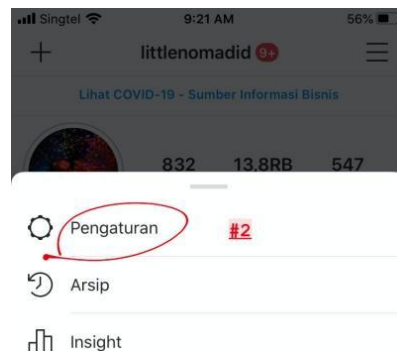 Singtel 9:21 AM 56%
littlenomadid 9+
Lihat COVID-19 - Sumber Informasi Bisnis
832 13,8RB 547
Pengaturan #2
Arsip
Insight